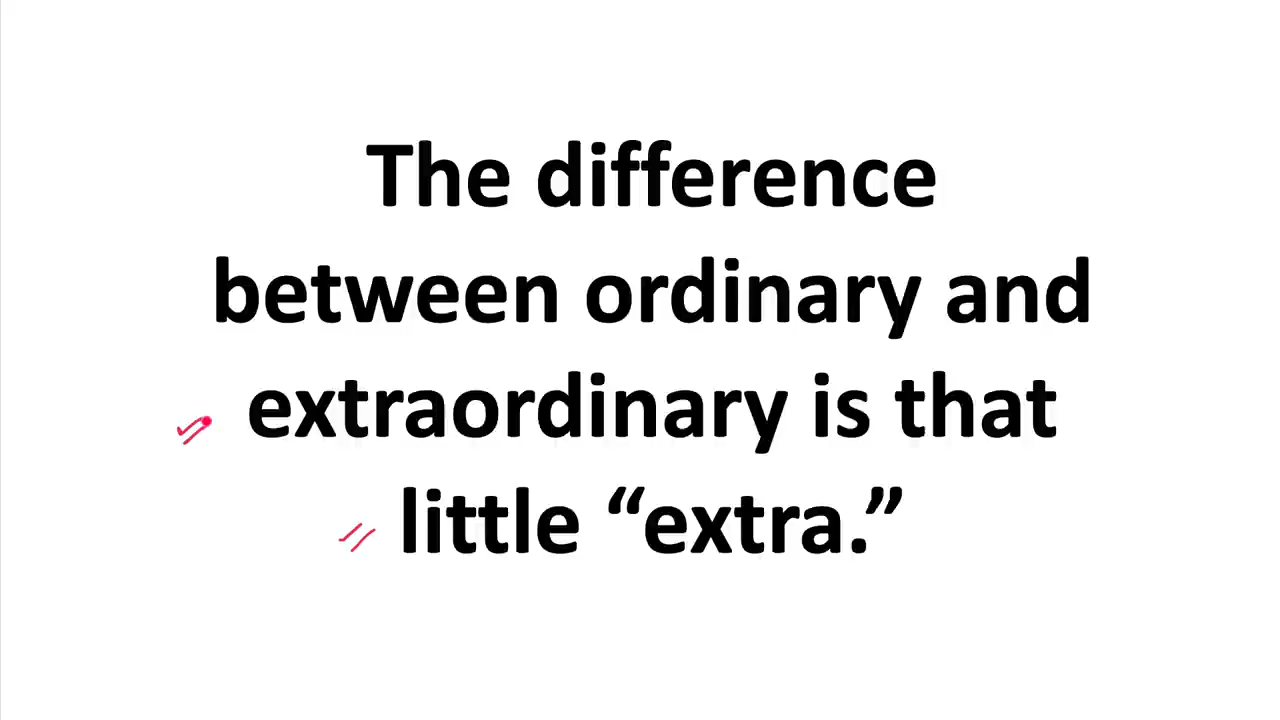 The difference
between ordinary and
extraordinary is that
little “extra.”